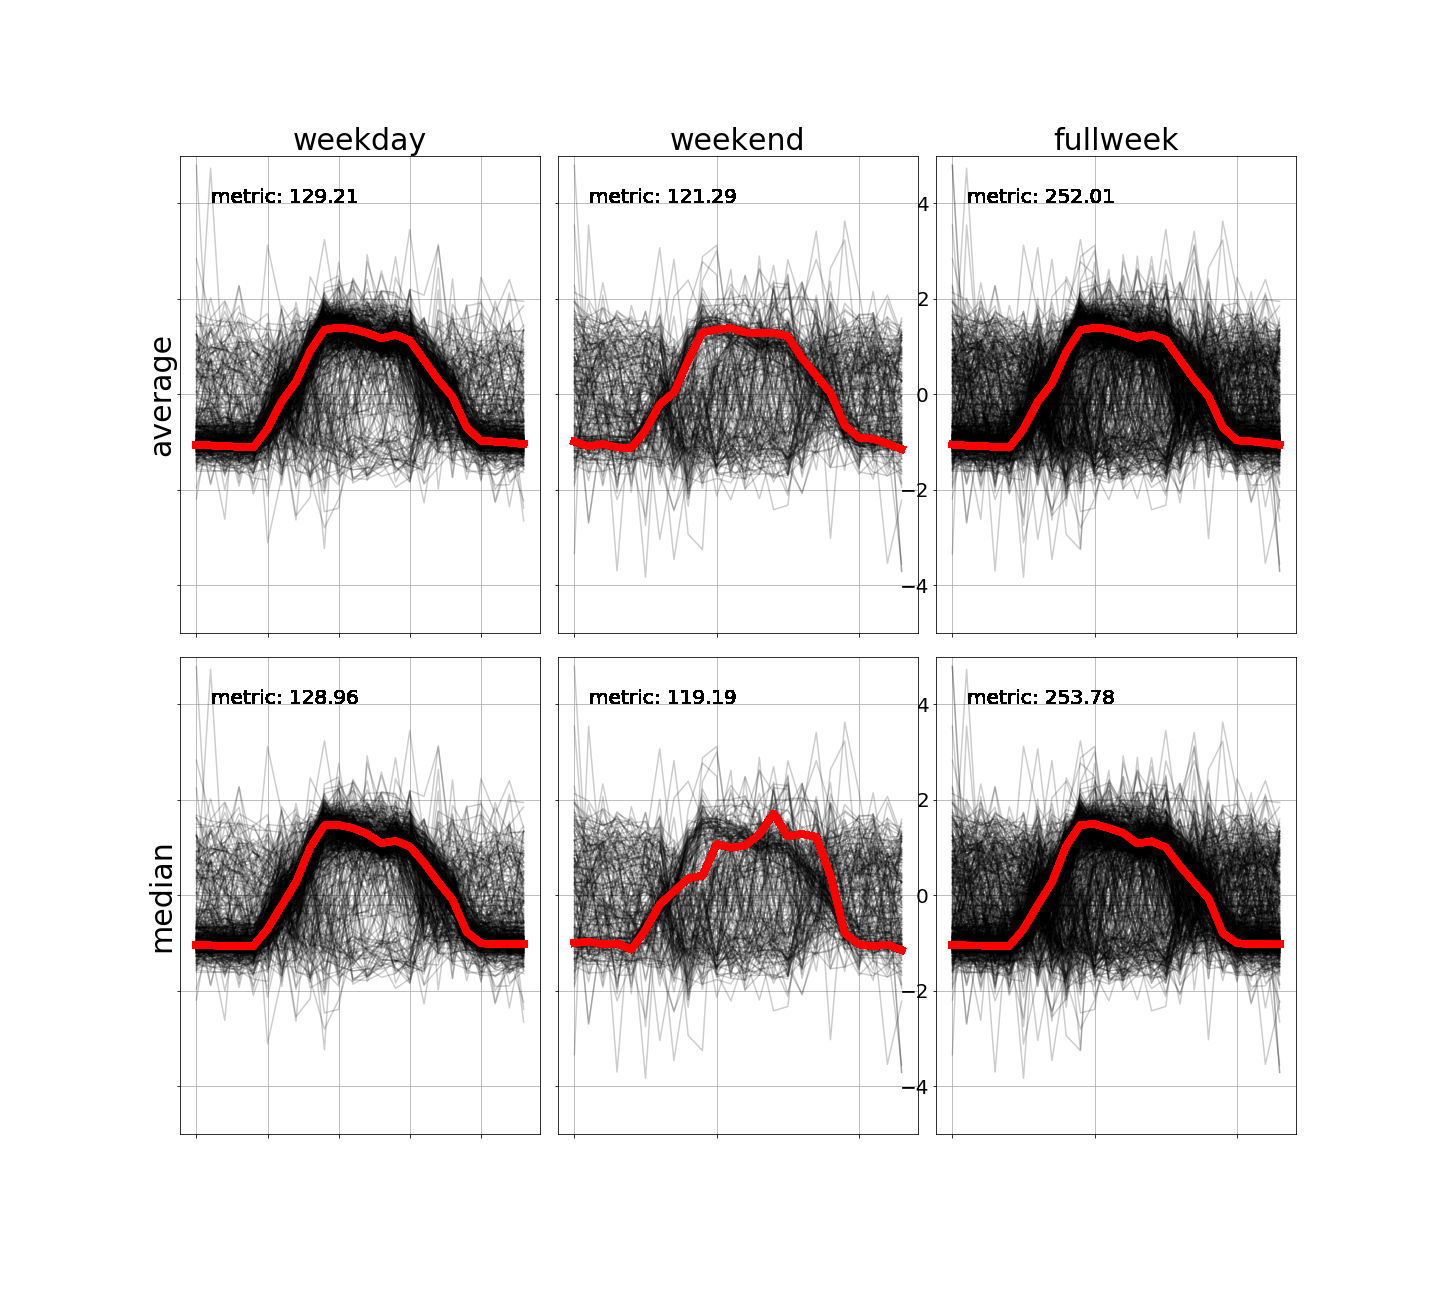 weekday weekend fullweek
average
metric: 129.21
metric: 121.29
metric: 252.01
4
2
0
−2
−4
median
metric: 128.96
metric: 119.19
metric: 253.78
4
2
0
−2
−4